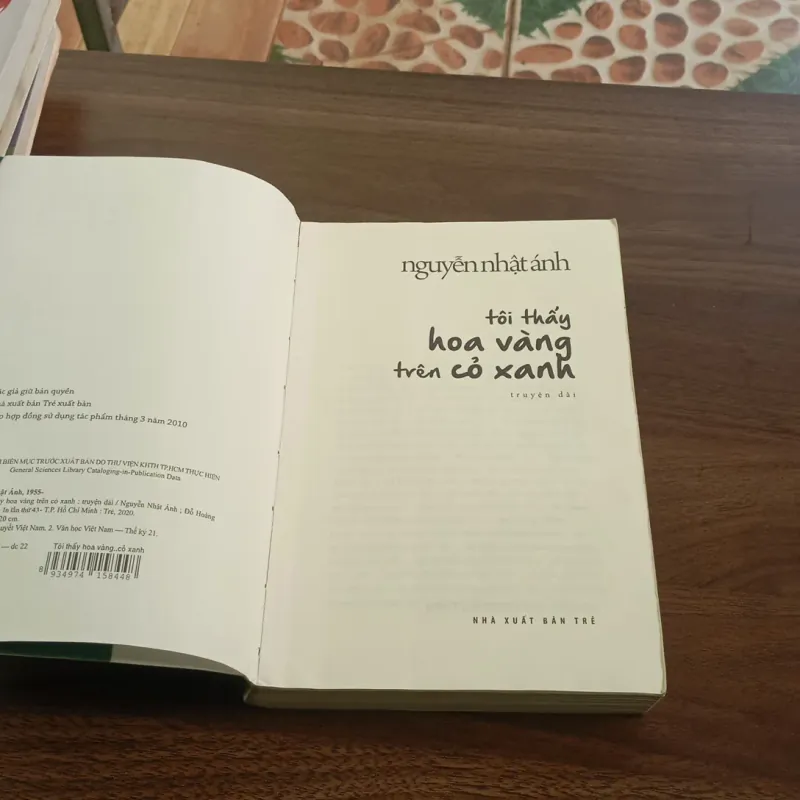 giả giữ bản quyền
xuất bản Trẻ xuất bản
hợp đồng sử dụng tác phẩm tháng 3 năm 2010
BIÊN MỤC TRƯỚC XUẤT BẢN DO THƯ VIỆN KHTH TP.HCM THỰC HIỆN
General Sciences Library Cataloging-in-Publication Data
Ánh, 1955-
hoa vàng trên cỏ xanh : truyện dài / Nguyễn Nhật Ánh ; Đỗ Hoàng
In lần thứ 43 - T.P. Hồ Chí Minh : Trẻ, 2020.
20 cm.
Việt Nam. 2. Văn học Việt Nam — Thế kỷ 21.
— dc 22
Tôi thấy hoa vàng..cỏ xanh
8 934974 158448
nguyễn nhật ánh
tôi thấy
hoa vàng
trên cỏ xanh
truyện dài
NHÀ XUẤT BẢN TRẺ